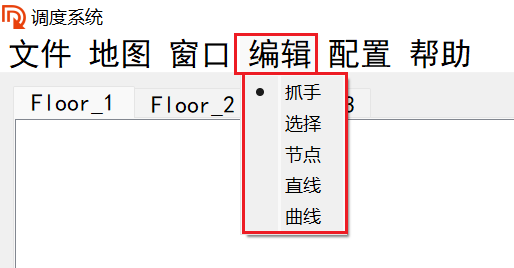 调度系统
文件 地图 窗口 编辑 配置 帮助
Floor_1 Floor_2 3
抓手
选择
节点
直线
曲线